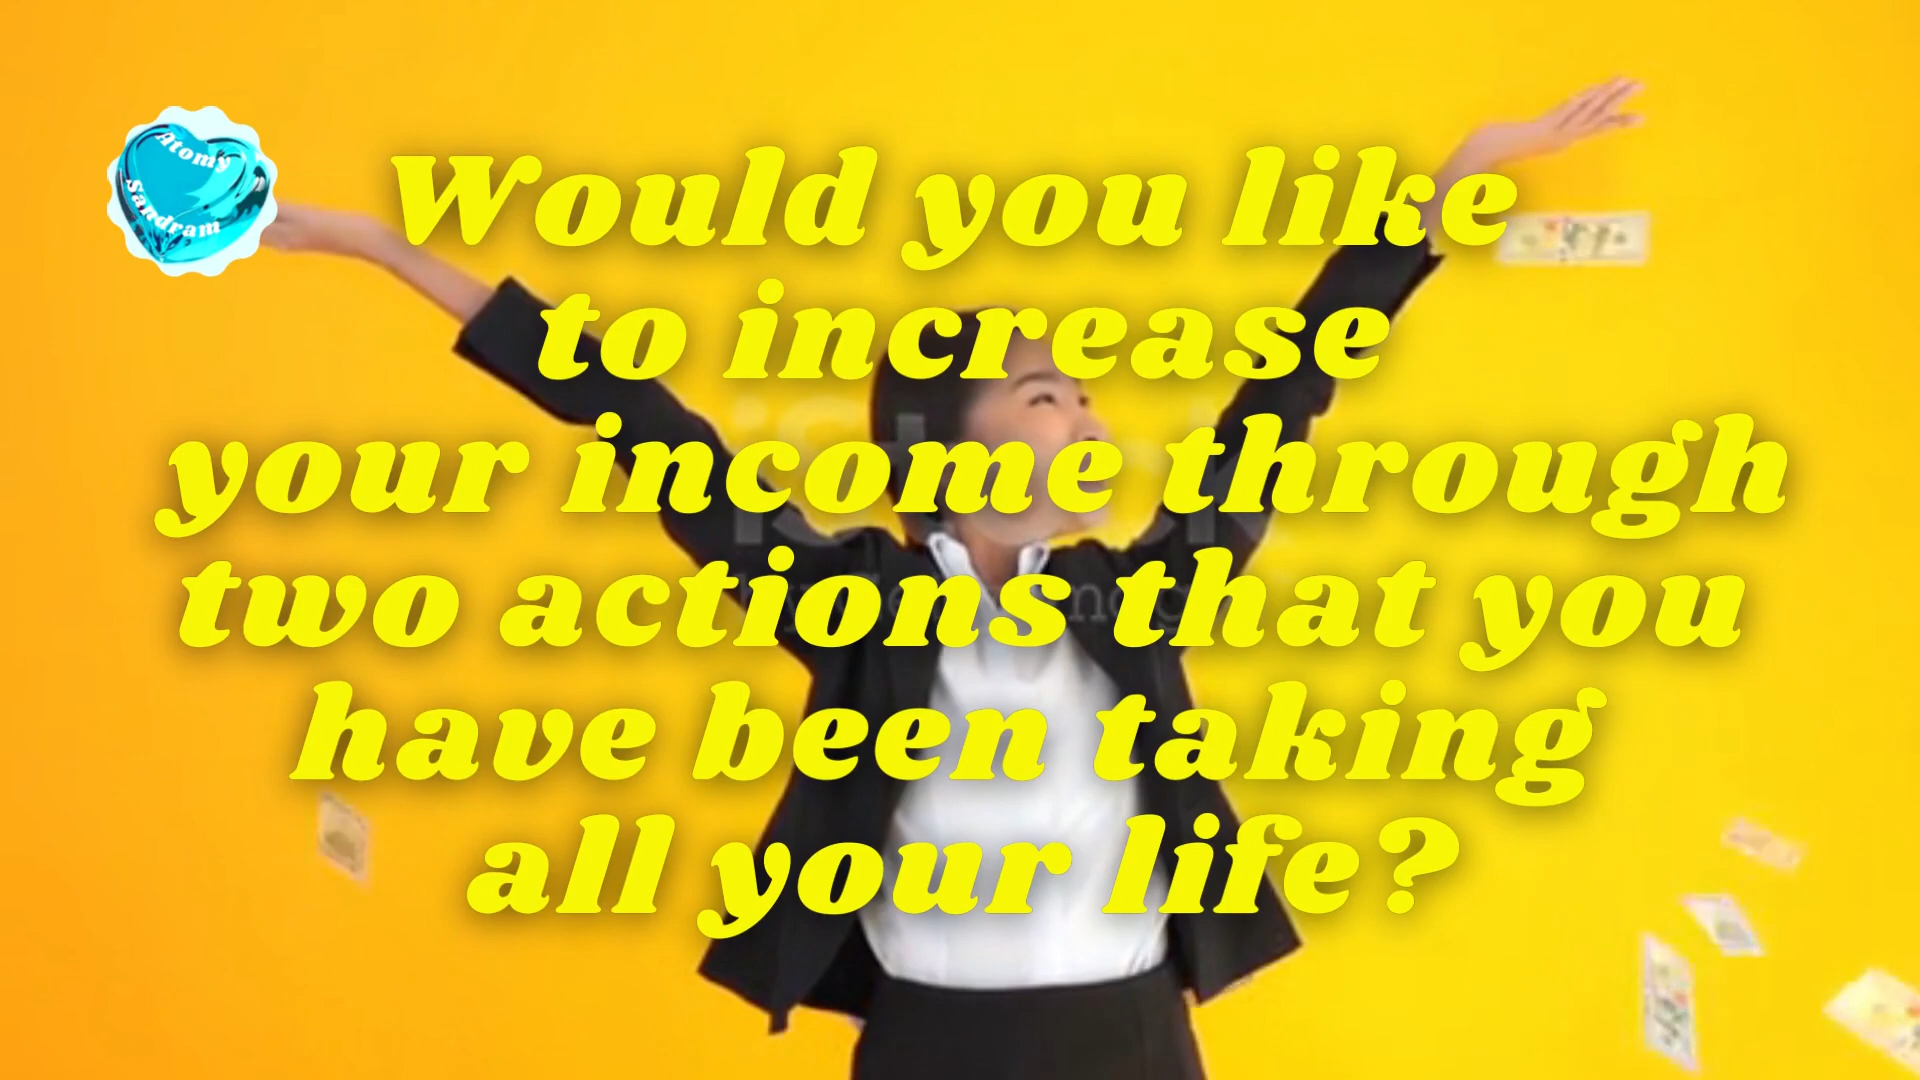 Atomy
Sandram
Would you like
to increase
your income through
two actions that you
have been taking
all your life?
iStock